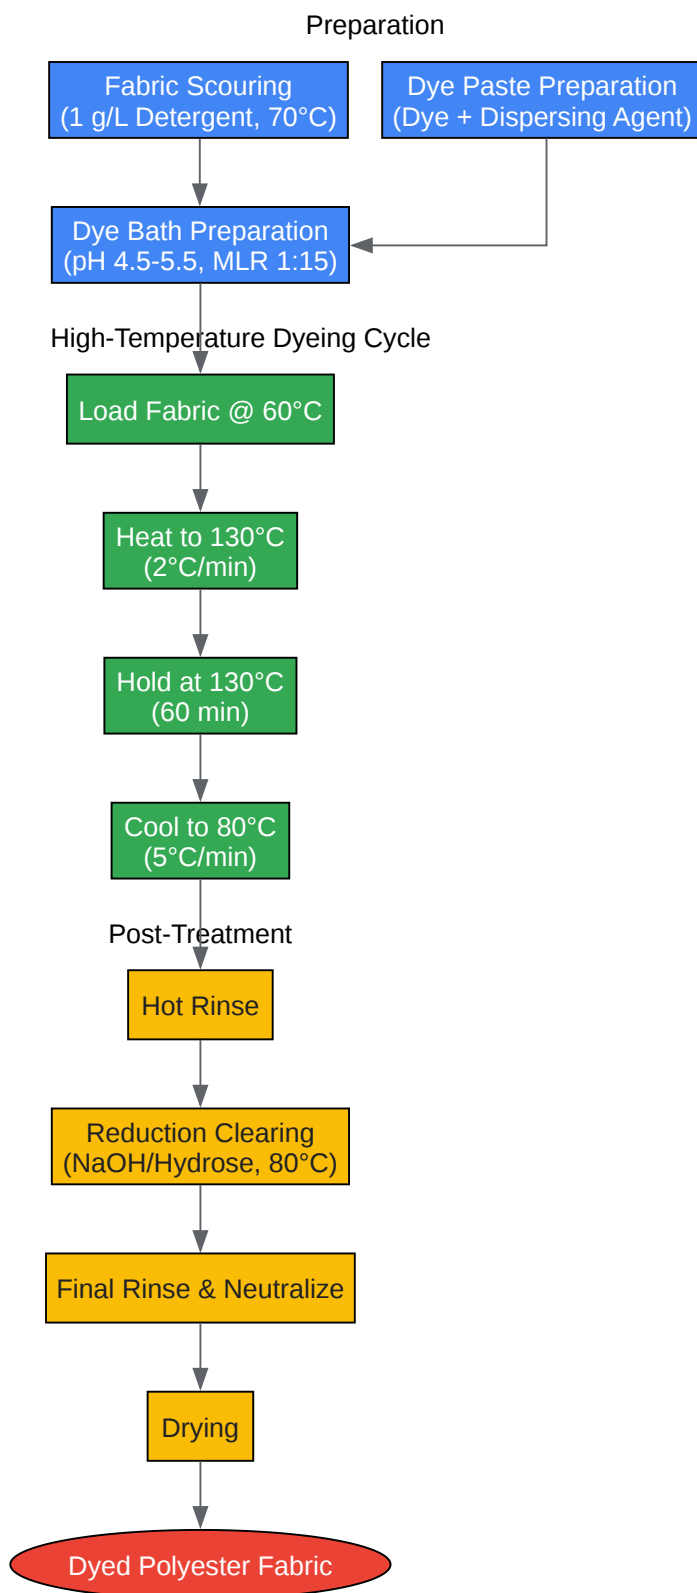 Preparation
Fabric Scouring
(1 g/L Detergent, 70°C)
Dye Paste Preparation
(Dye + Dispersing Agent)
Dye Bath Preparation
(pH 4.5-5.5, MLR 1:15)
High-Temperature Dyeing Cycle
Load Fabric @ 60°C
Heat to 130°C
(2°C/min)
Hold at 130°C
(60 min)
Cool to 80°C
(5°C/min)
Post-Treatment
Hot Rinse
Reduction Clearing
(NaOH/Hydrose, 80°C)
Final Rinse & Neutralize
Drying
Dyed Polyester Fabric